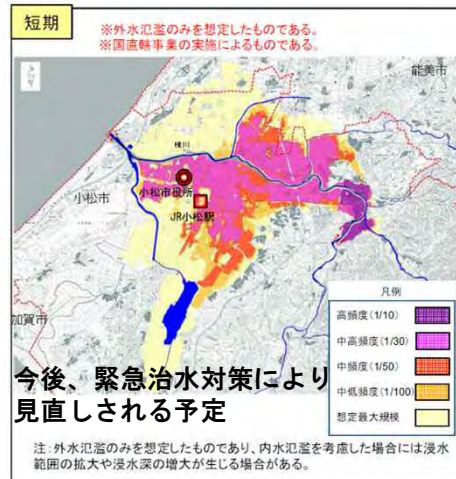 短期
※外水氾濫のみを想定したものである。
※国直轄事業の実施によるものである。
能美市
梯川
小松市役所
小松市
JR小松駅
加賀市
凡例
高頻度(1/10)
中高頻度(1/30)
中頻度(1/50)
中低頻度(1/100)
想定最大規模
今後、緊急治水対策により
見直しされる予定
注:外水氾濫のみを想定したものであり、内水氾濫を考慮した場合には浸水
範囲の拡大や浸水深の増大が生じる場合がある。